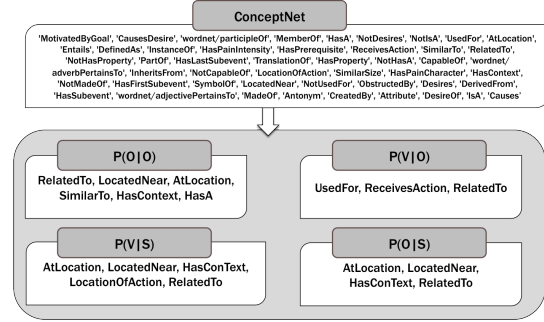 ConceptNet
'MotivatedByGoal', 'CausesDesire', 'wordnet/participleOf', 'MemberOf', 'HasA', 'NotDesires', 'NotIsA', 'UsedFor', 'AtLocation',
'Entails', 'DefinedAs', 'InstanceOf', 'HasPainIntensity', 'HasPrerequisite', 'ReceivesAction', 'SimilarTo', 'RelatedTo',
'NotHasProperty', 'PartOf', 'HasLastSubevent', 'TranslationOf', 'HasProperty', 'NotHasA', 'CapableOf', 'wordnet/
adverbPertainsTo', 'InheritsFrom', 'NotCapableOf', 'LocationOfAction', 'SimilarSize', 'HasPainCharacter', 'HasContext',
'NotMadeOf', 'HasFirstSubevent', 'SymbolOf', 'LocatedNear', 'NotUsedFor', 'ObstructedBy', 'Desires', 'DerivedFrom',
'HasSubevent', 'wordnet/adjectivePertainsTo', 'MadeOf', 'Antonym', 'CreatedBy', 'Attribute', 'DesireOf', 'IsA', 'Causes'
P(O|O)
RelatedTo, LocatedNear, AtLocation,
SimilarTo, HasContext, HasA
P(V|O)
UsedFor, ReceivesAction, RelatedTo
P(V|S)
AtLocation, LocatedNear, HasConText,
LocationOfAction, RelatedTo
P(O|S)
AtLocation, LocatedNear,
HasConText, RelatedTo